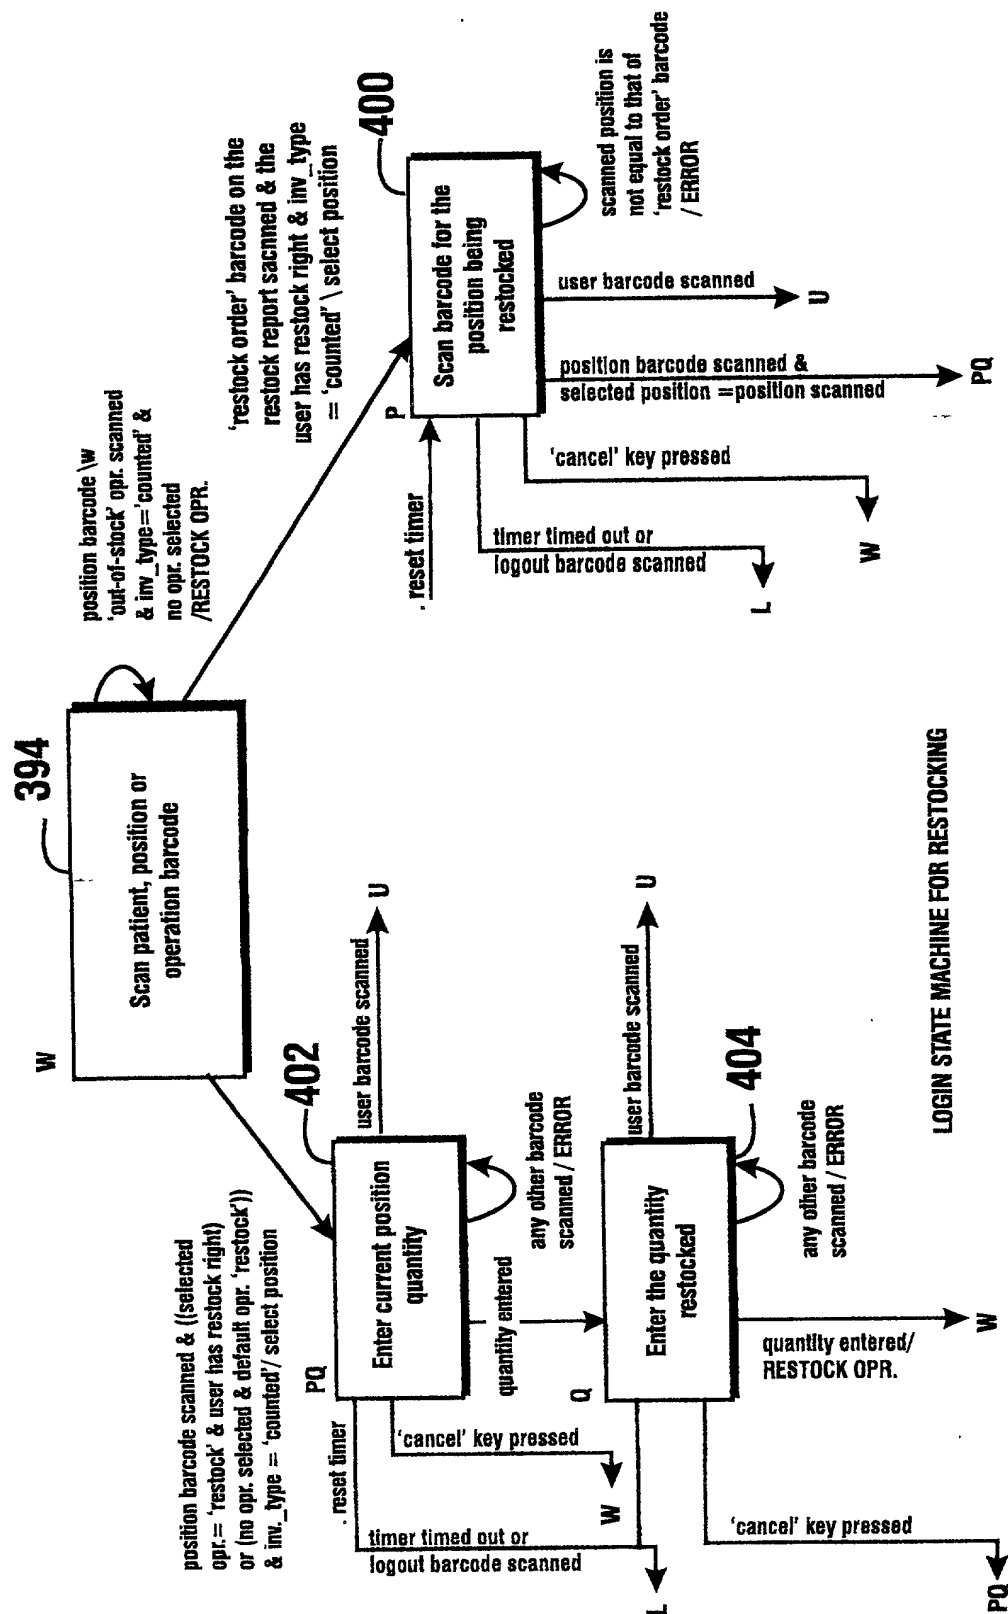 394
W
Scan patient, position or
operation barcode
position barcode \w
'out-of-stock' opr. scanned
& inv_type='counted' &
no opr. selected
/RESTOCK OPR.
position barcode scanned & ((selected
opr.= 'restock' & user has restock right)
or (no opr. selected & default opr. 'restock'))
& inv._type = 'counted'/ select position
'restock order' barcode on the
restock report sacnned & the
user has restock right & inv_type
= 'counted' \ select position
400
P
Scan barcode for the
position being
restocked
. reset timer
scanned position is
not equal to that of
'restock order' barcode
/ ERROR
user barcode scanned
U
position barcode scanned &
selected position =position scanned
PQ
'cancel' key pressed
W
timer timed out or
logout barcode scanned
L
402
PQ
Enter current position
quantity
. reset timer
user barcode scanned
U
any other barcode
scanned / ERROR
quantity entered
'cancel' key pressed
W
timer timed out or
logout barcode scanned
L
404
Q
Enter the quantity
restocked
user barcode scanned
U
any other barcode
scanned / ERROR
quantity entered/
RESTOCK OPR.
W
'cancel' key pressed
PQ
LOGIN STATE MACHINE FOR RESTOCKING